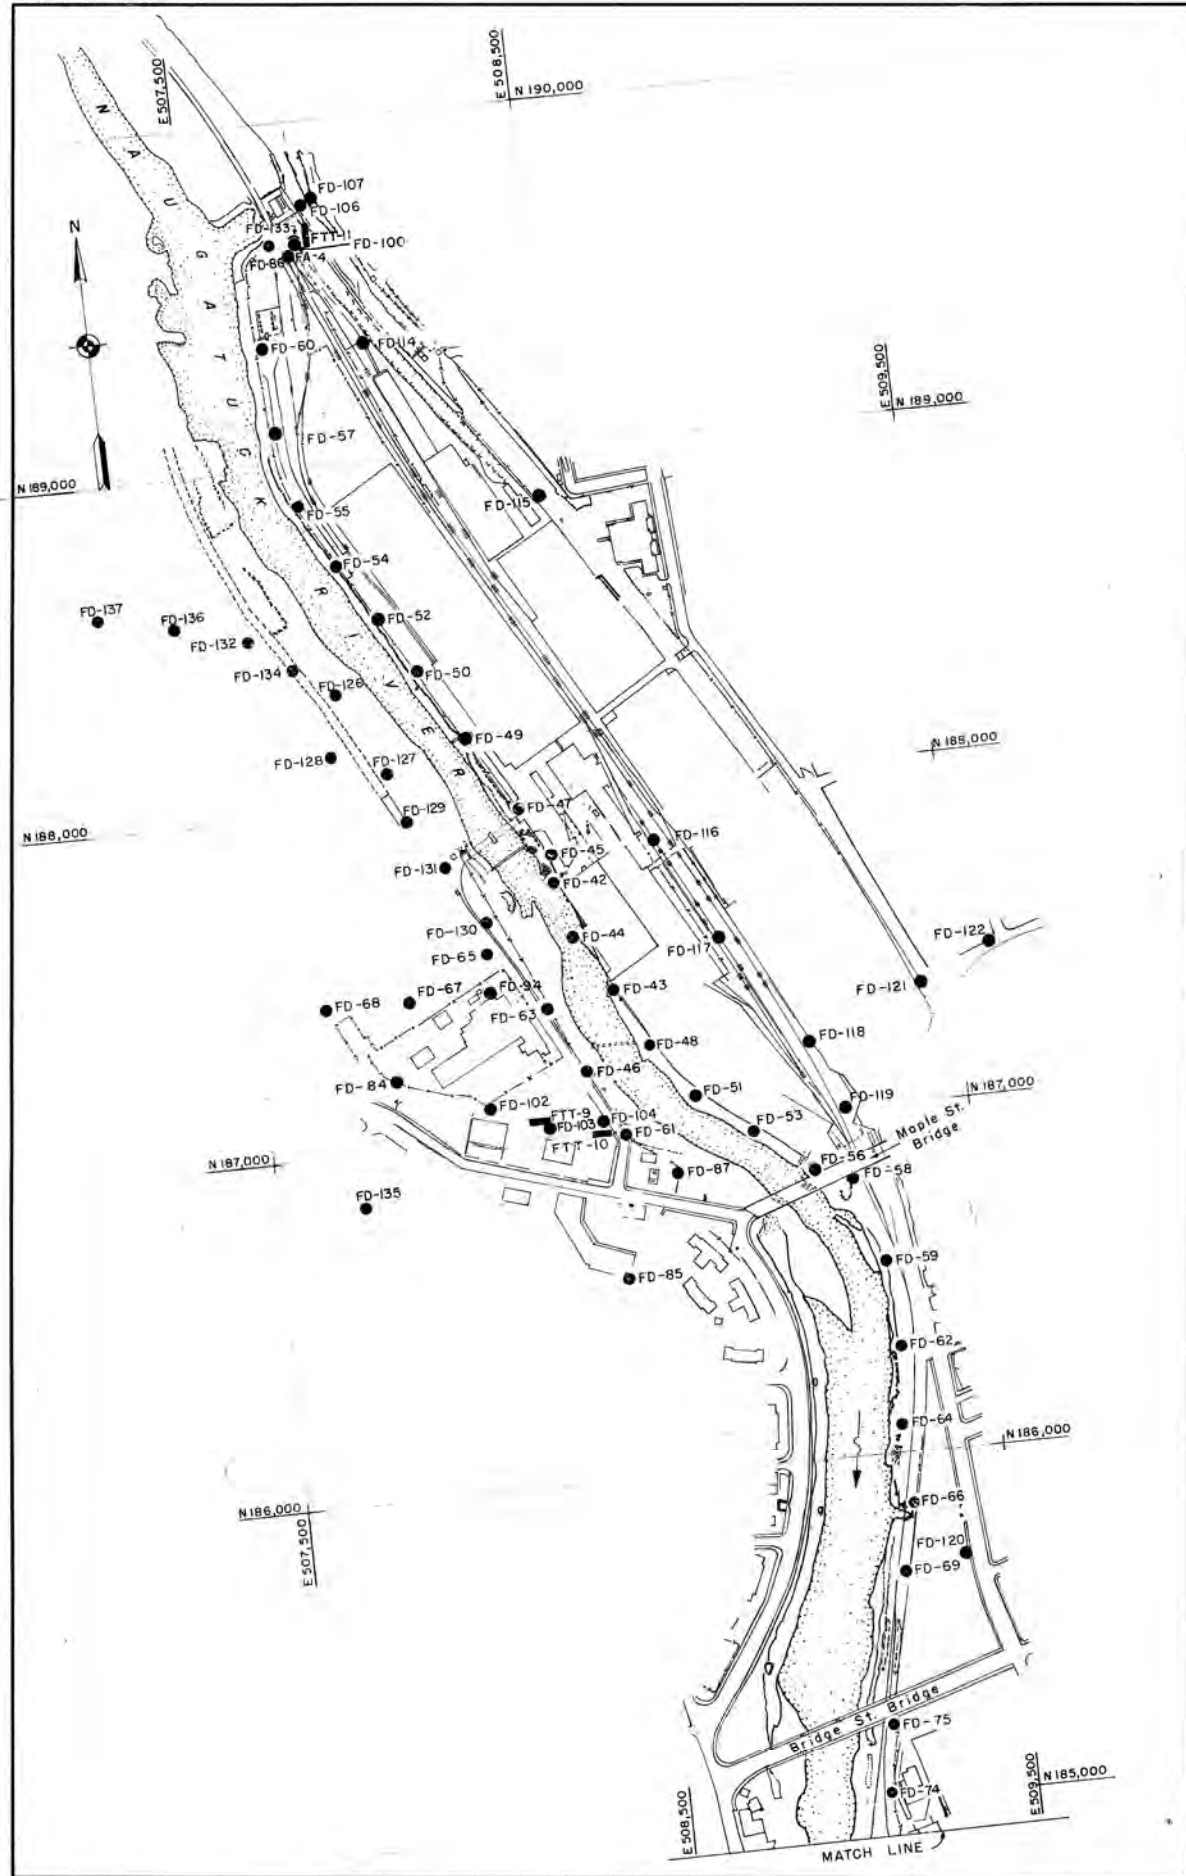 E 507,500
E 508,500
N 190,000
NAUGATUCK RIVER
N
FD-107
FD-106
FD-133
FTT-11
FD-100
FD-86
FA-4
FD-60
FD-114
E 509,500
N 189,000
FD-57
N 189,000
FD-115
FD-55
FD-54
FD-137
FD-136
FD-52
FD-132
FD-134
FD-50
FD-126
FD-49
N 188,000
FD-128
FD-127
FD-47
FD-129
N 188,000
FD-116
FD-45
FD-131
FD-42
FD-130
FD-44
FD-117
FD-122
FD-65
FD-121
FD-94
FD-43
FD-67
FD-68
FD-63
FD-118
FD-48
FD-46
FD-84
FD-51
N 187,000
FD-102
FD-119
FTT-9
FD-104
FD-103
FD-61
FD-53
Maple St.
Bridge
FTT-10
FD-56
N 187,000
FD-87
FD-58
FD-135
FD-59
FD-85
FD-62
FD-64
N 186,000
FD-66
N 186,000
E 507,500
FD-120
FD-69
Bridge St. Bridge
FD-75
E 509,500
N 185,000
FD-74
E 508,500
MATCH LINE